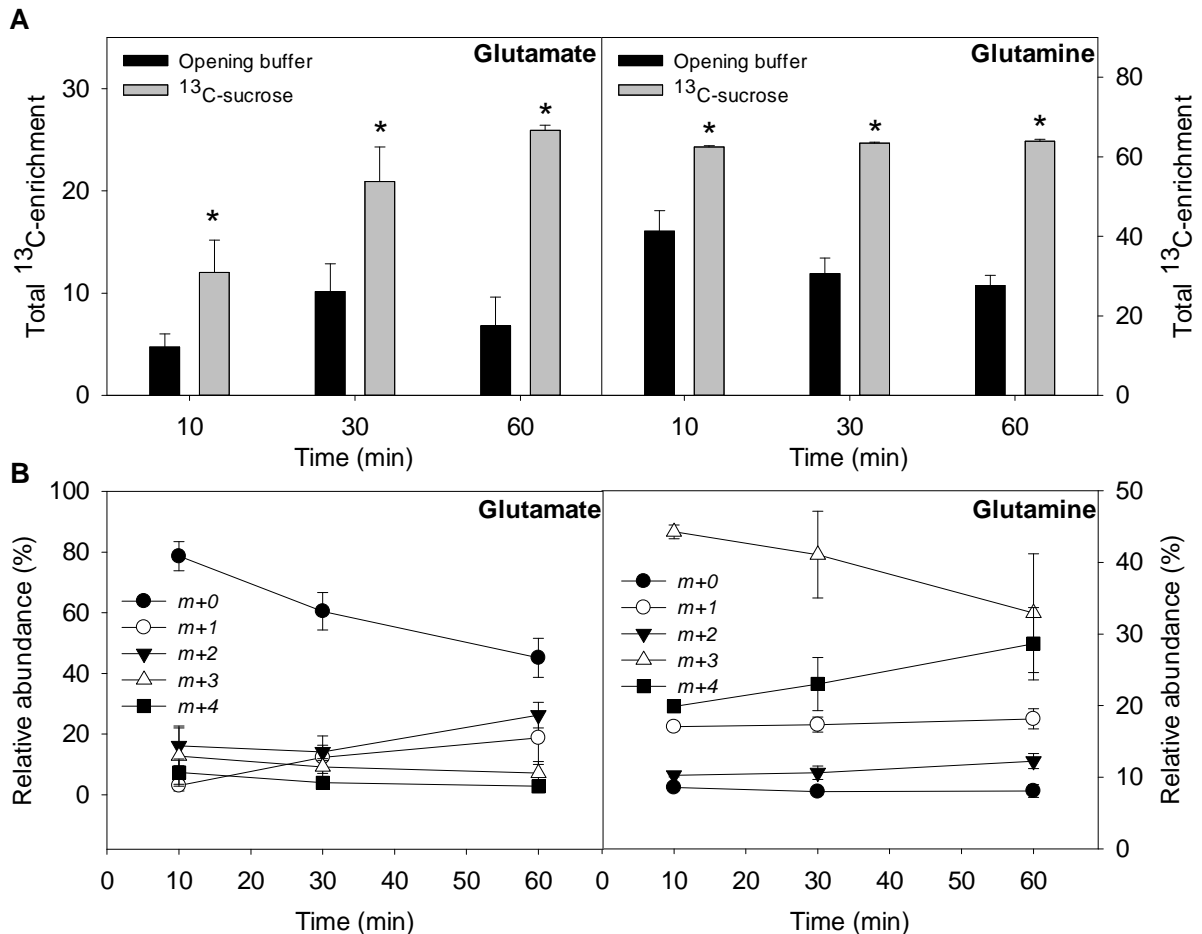 A
Glutamate
Opening buffer
13C-sucrose
Glutamine
Opening buffer
13C-sucrose
Total 13C-enrichment
30
20
10
0
* * *
* * *
80
60
40
20
0
Total 13C-enrichment
10 30 60
10 30 60
Time (min)
Time (min)
B
Glutamate
m+0
m+1
m+2
m+3
m+4
Glutamine
m+0
m+1
m+2
m+3
m+4
Relative abundance (%)
100
80
60
40
20
0
50
40
30
20
10
0
Relative abundance (%)
0 10 20 30 40 50 60
0 10 20 30 40 50 60
Time (min)
Time (min)